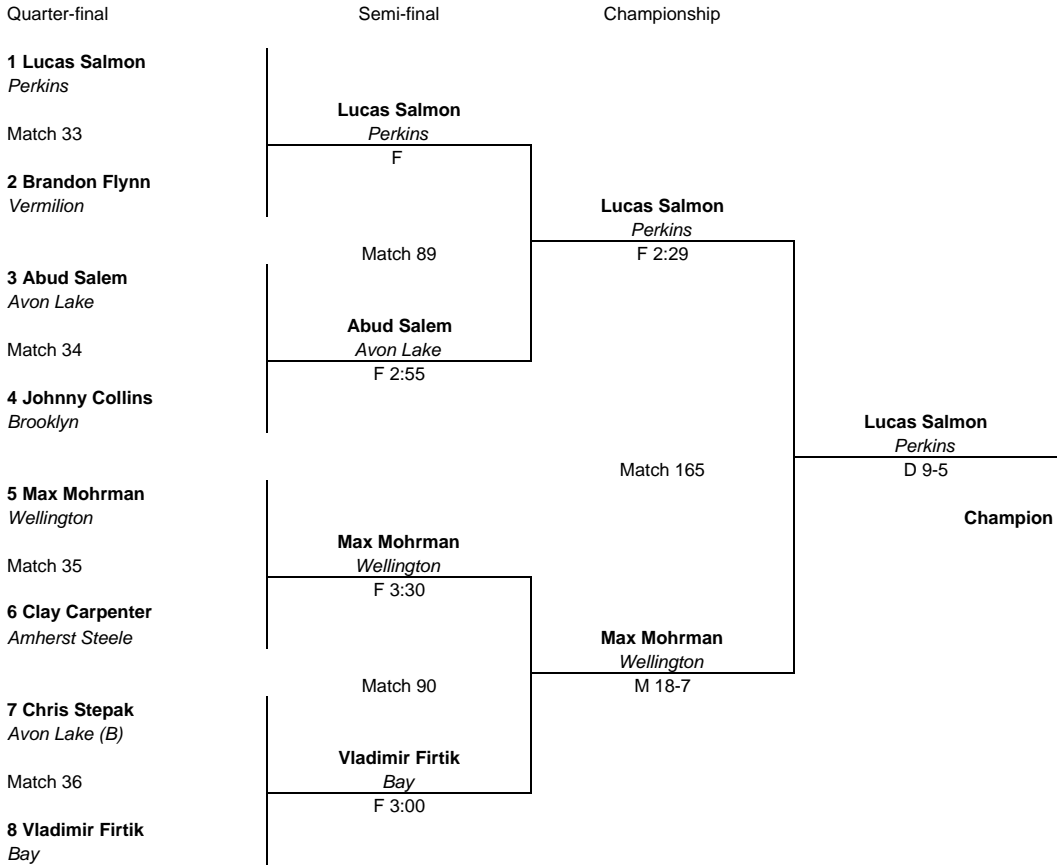 Quarter-final Semi-final Championship
1 Lucas Salmon
Perkins
Lucas Salmon
Match 33 Perkins
F
2 Brandon Flynn
Vermilion Lucas Salmon
Perkins
Match 89 F 2:29
3 Abud Salem
Avon Lake
Abud Salem
Match 34 Avon Lake
F 2:55
4 Johnny Collins
Brooklyn Lucas Salmon
Perkins
Match 165 D 9-5
5 Max Mohrman
Wellington Champion
Max Mohrman
Match 35 Wellington
F 3:30
6 Clay Carpenter
Amherst Steele Max Mohrman
Wellington
Match 90 M 18-7
7 Chris Stepak
Avon Lake (B)
Vladimir Firtik
Match 36 Bay
F 3:00
8 Vladimir Firtik
Bay